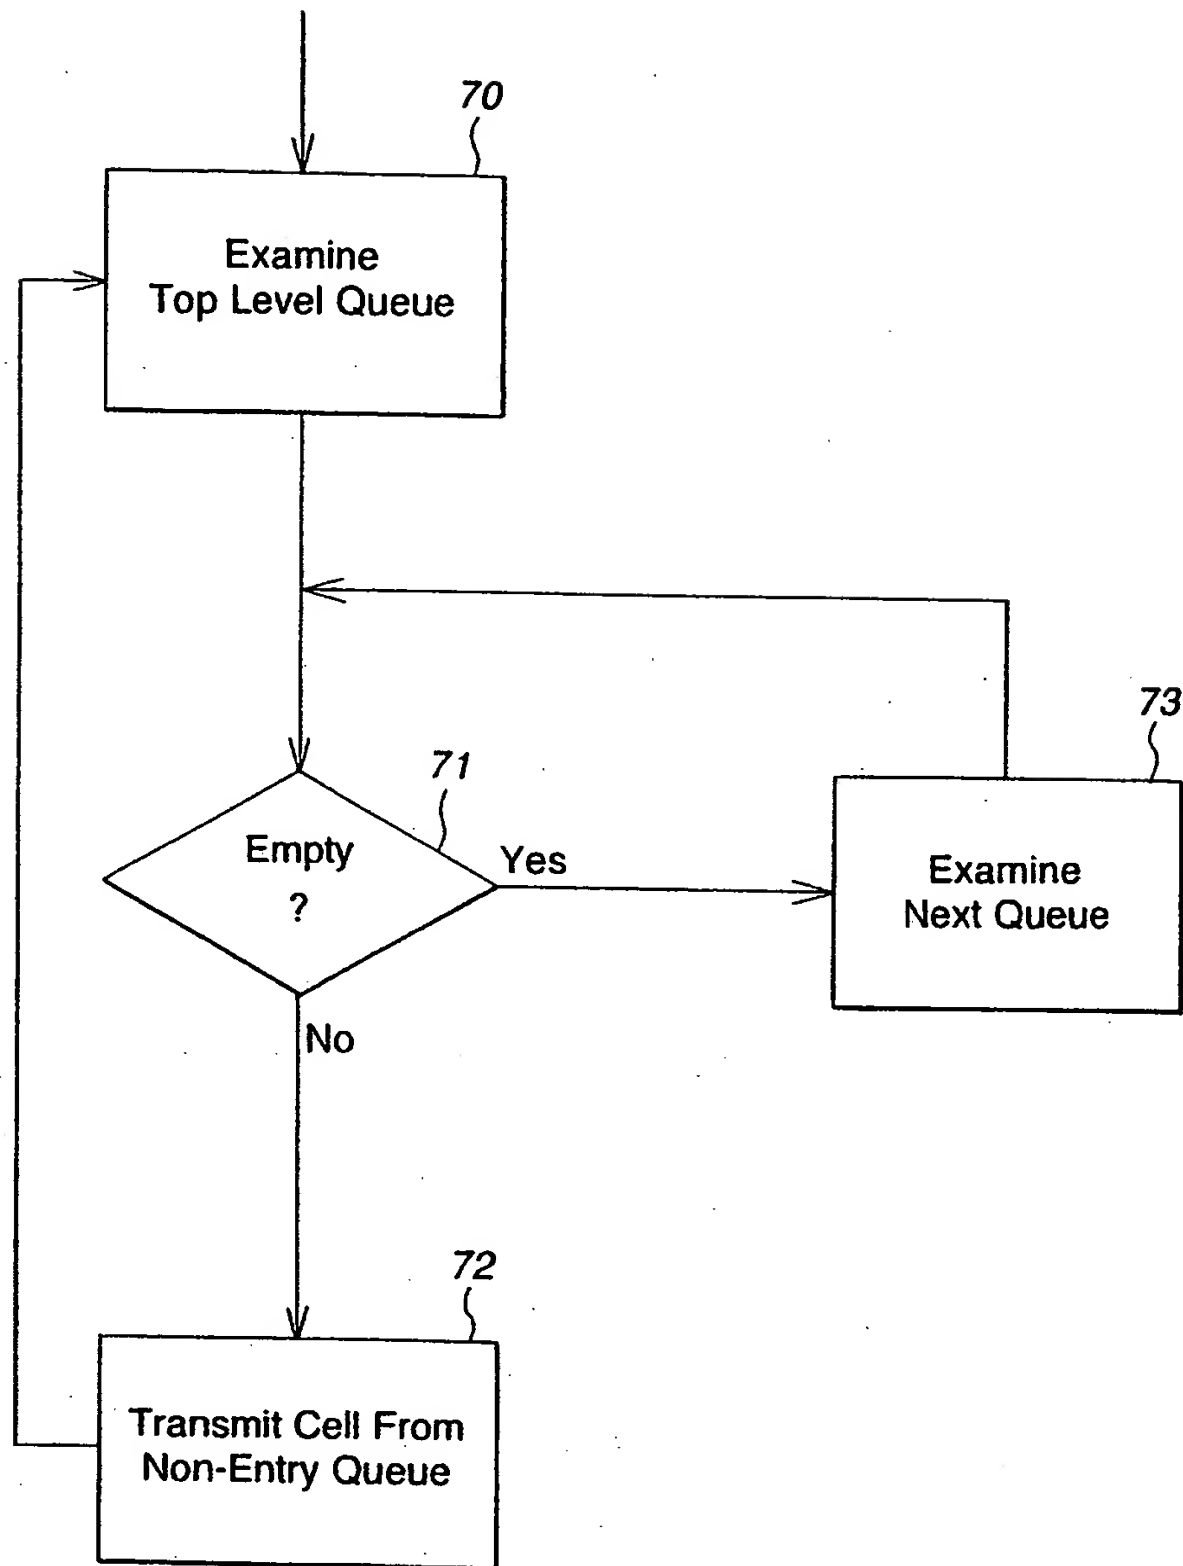 70
Examine
Top Level Queue
71
Empty
?
Yes
73
Examine
Next Queue
No
72
Transmit Cell From
Non-Entry Queue